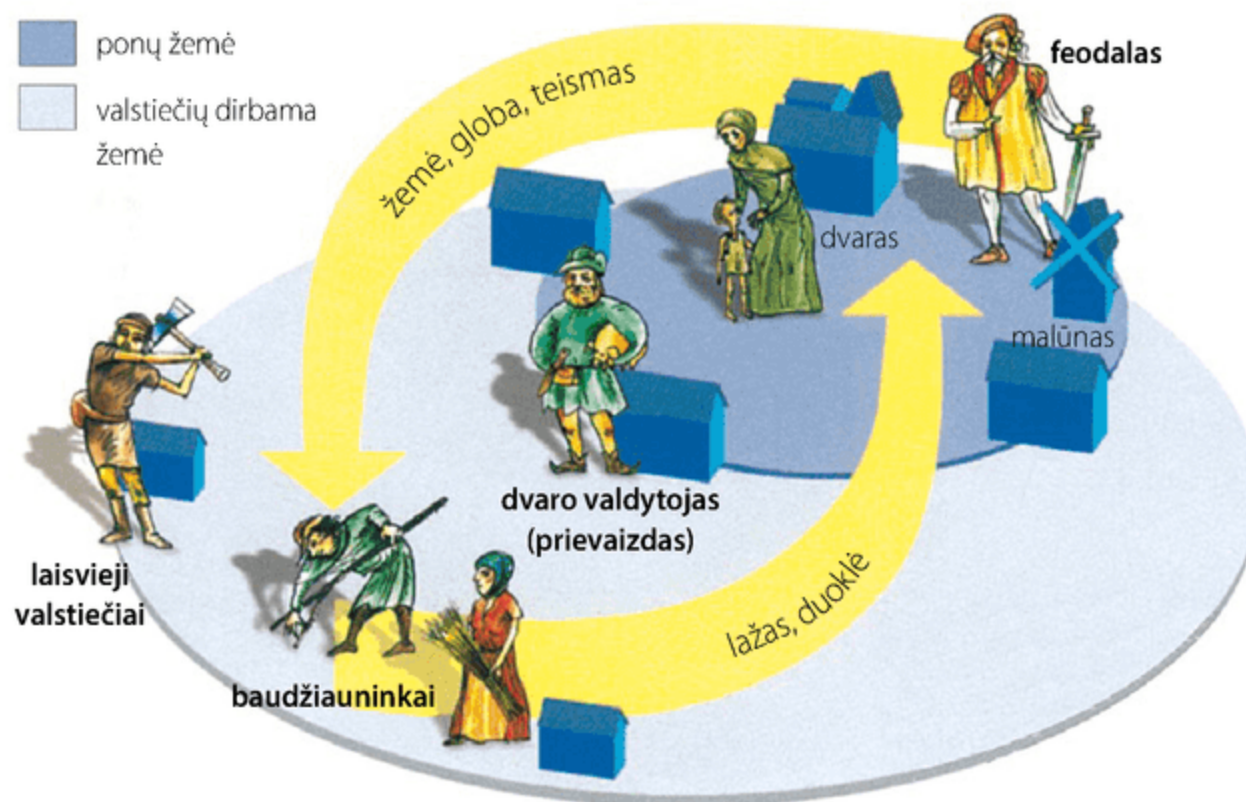 ponų žemė
valstiečių dirbama
žemė
feodalas
žemė, globa, teismas
dvaras
malūnas
dvaro valdytojas
(prievaizdas)
laisvieji
valstiečiai
lažas, duoklė
baudžiauninkai